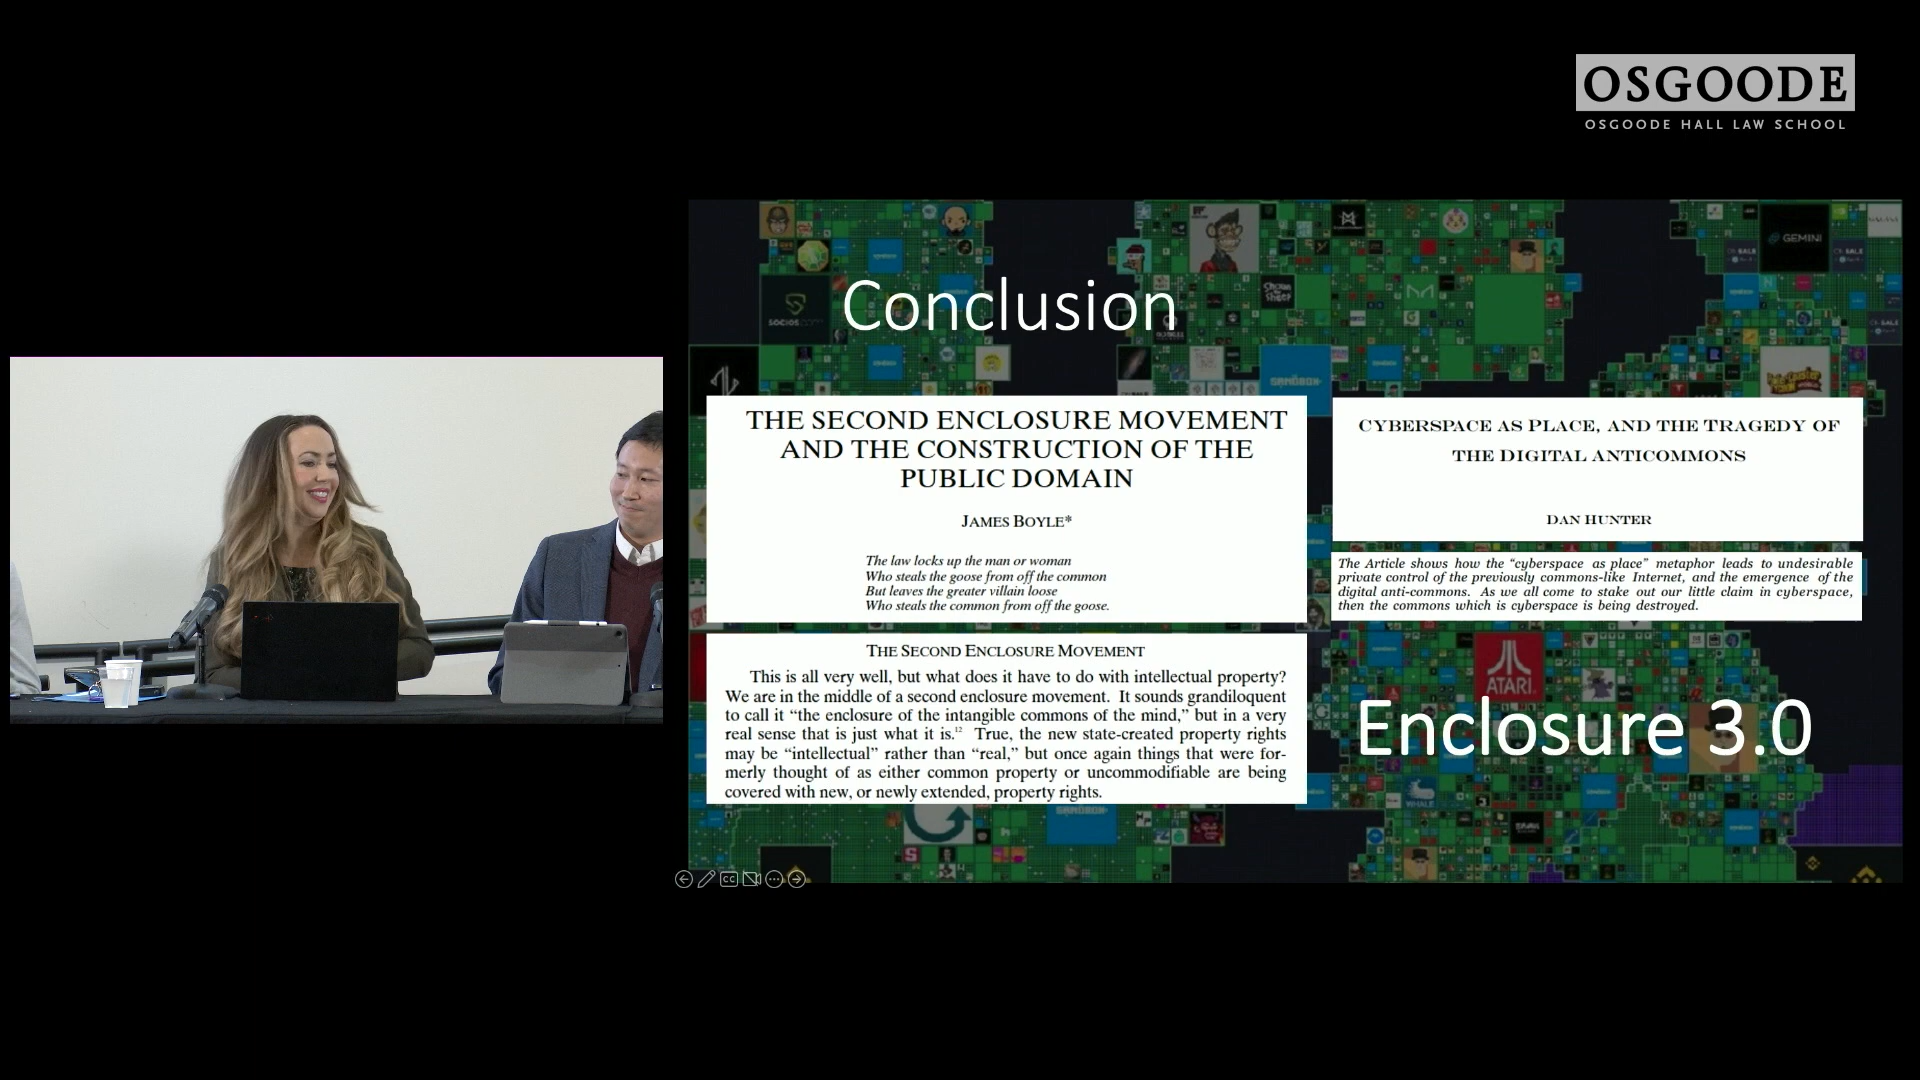 OSGOODE
OSGOODE HALL LAW SCHOOL
Conclusion
THE SECOND ENCLOSURE MOVEMENT
AND THE CONSTRUCTION OF THE
PUBLIC DOMAIN
JAMES BOYLE*
The law locks up the man or woman
Who steals the goose from off the common
But leaves the greater villain loose
Who steals the common from off the goose.
THE SECOND ENCLOSURE MOVEMENT
This is all very well, but what does it have to do with intellectual property?
We are in the middle of a second enclosure movement. It sounds grandiloquent
to call it “the enclosure of the intangible commons of the mind,” but in a very
real sense that is just what it is.12 True, the new state-created property rights
may be “intellectual” rather than “real,” but once again things that were for-
merly thought of as either common property or uncommodifiable are being
covered with new, or newly extended, property rights.
CYBERSPACE AS PLACE, AND THE TRAGEDY OF
THE DIGITAL ANTICOMMONS
DAN HUNTER
The Article shows how the “cyberspace as place” metaphor leads to undesirable
private control of the previously commons-like Internet, and the emergence of the
digital anti-commons. As we all come to stake out our little claim in cyberspace,
then the commons which is cyberspace is being destroyed.
Enclosure 3.0
GEMINI
SOCIOS
SANDBOX
ATARI
WHALE
SANDBOX
CC